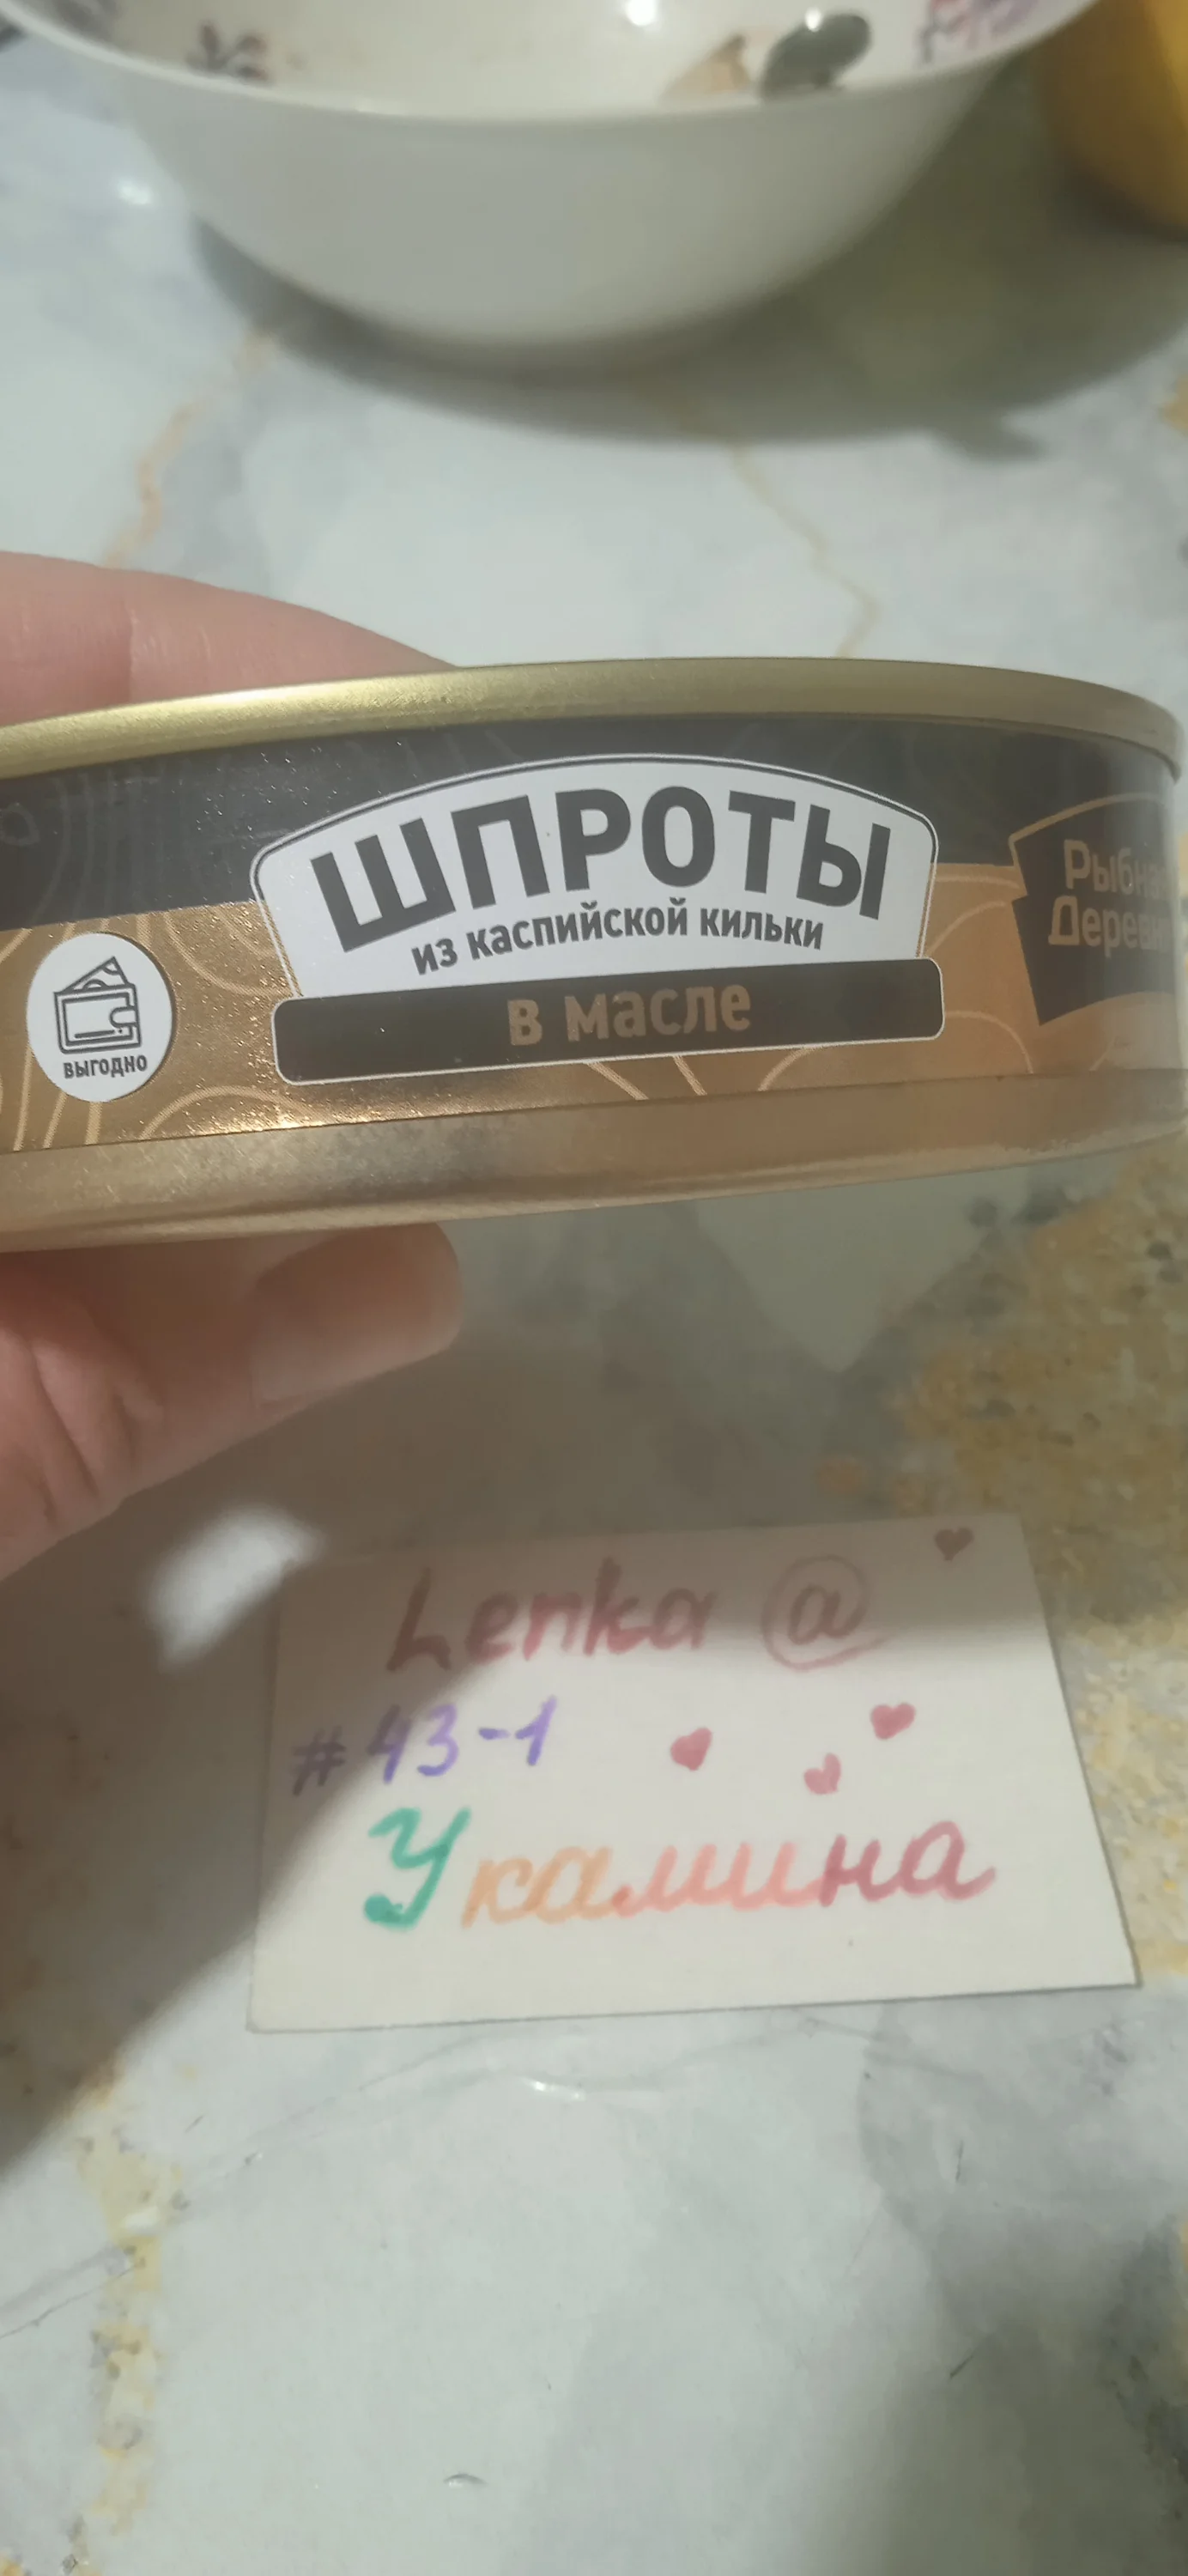 ШПРОТЫ
из каспийской кильки
в масле
ВЫГОДНО
Lenka @
#43-1
Укамина